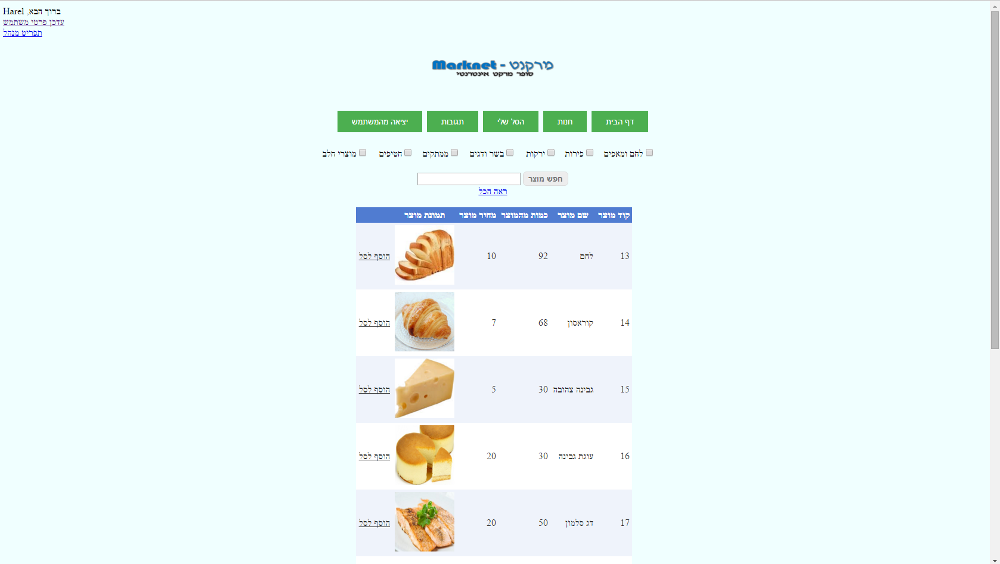 ברוך הבא, Harel
עדכן פרטי משתמש
תפריט מנהל
מרקנט - Marknet
סופר מרקט אינטרנטי
דף הבית חנות הסל שלי תגובות יציאה מהמשתמש
לחם ומאפים פירות ירקות בשר ודגים ממתקים חטיפים מוצרי חלב
חפש מוצר
ראה הכל
קוד מוצר שם מוצר כמות מהמוצר מחיר מוצר תמונת מוצר
13 לחם 92 10 הוסף לסל
14 קוראסון 68 7 הוסף לסל
15 גבינה צהובה 30 5 הוסף לסל
16 עוגת גבינה 30 20 הוסף לסל
17 דג סלמון 50 20 הוסף לסל